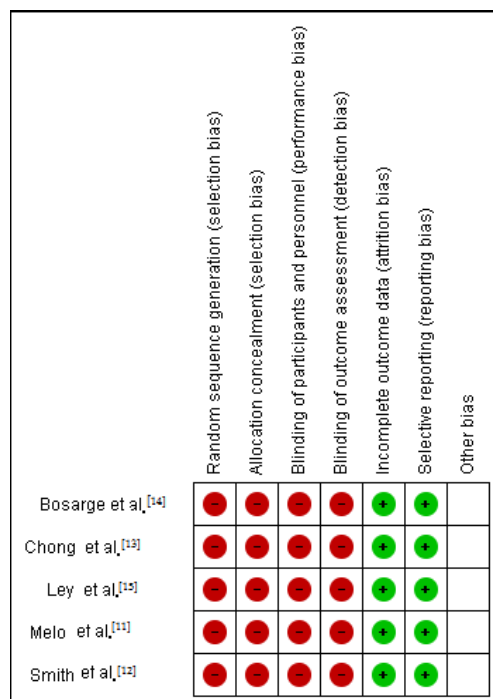 Random sequence generation (selection bias)
Allocation concealment (selection bias)
Blinding of participants and personnel (performance bias)
Blinding of outcome assessment (detection bias)
Incomplete outcome data (attrition bias)
Selective reporting (reporting bias)
Other bias
Bosarge et al.[14] - - - - + +
Chong et al.[13] - - - - + +
Ley et al.[15] - - - - + +
Melo et al.[11] - - - - + +
Smith et al.[12] - - - - + +